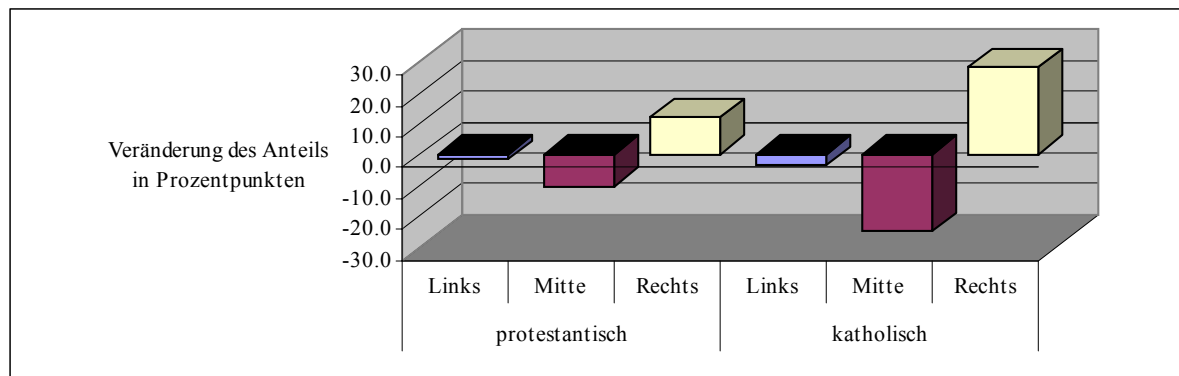 30.0
20.0
10.0
0.0
-10.0
-20.0
-30.0
Veränderung des Anteils
in Prozentpunkten
Links Mitte Rechts Links Mitte Rechts
protestantisch katholisch